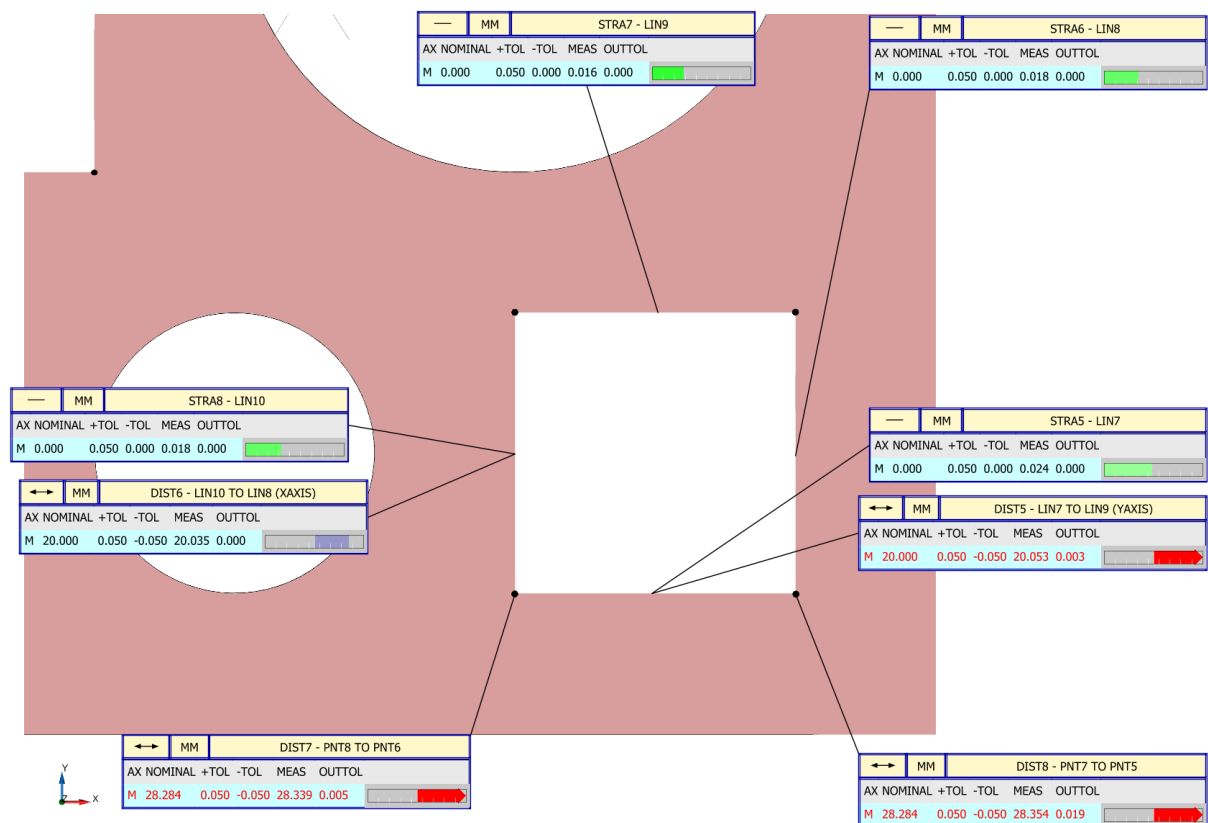 — MM STRA7 - LIN9
AX NOMINAL +TOL -TOL MEAS OUTTOL
M 0.000 0.050 0.000 0.016 0.000
— MM STRA6 - LIN8
AX NOMINAL +TOL -TOL MEAS OUTTOL
M 0.000 0.050 0.000 0.018 0.000
— MM STRA8 - LIN10
AX NOMINAL +TOL -TOL MEAS OUTTOL
M 0.000 0.050 0.000 0.018 0.000
↔ MM DIST6 - LIN10 TO LIN8 (XAXIS)
AX NOMINAL +TOL -TOL MEAS OUTTOL
M 20.000 0.050 -0.050 20.035 0.000
— MM STRA5 - LIN7
AX NOMINAL +TOL -TOL MEAS OUTTOL
M 0.000 0.050 0.000 0.024 0.000
↔ MM DIST5 - LIN7 TO LIN9 (YAXIS)
AX NOMINAL +TOL -TOL MEAS OUTTOL
M 20.000 0.050 -0.050 20.053 0.003
↔ MM DIST7 - PNT8 TO PNT6
AX NOMINAL +TOL -TOL MEAS OUTTOL
M 28.284 0.050 -0.050 28.339 0.005
↔ MM DIST8 - PNT7 TO PNT5
AX NOMINAL +TOL -TOL MEAS OUTTOL
M 28.284 0.050 -0.050 28.354 0.019
Y
Z X